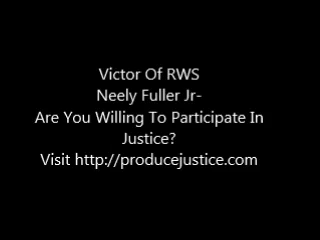 Victor Of RWS
Neely Fuller Jr-
Are You Willing To Participate In
Justice?
Visit http://producejustice.com